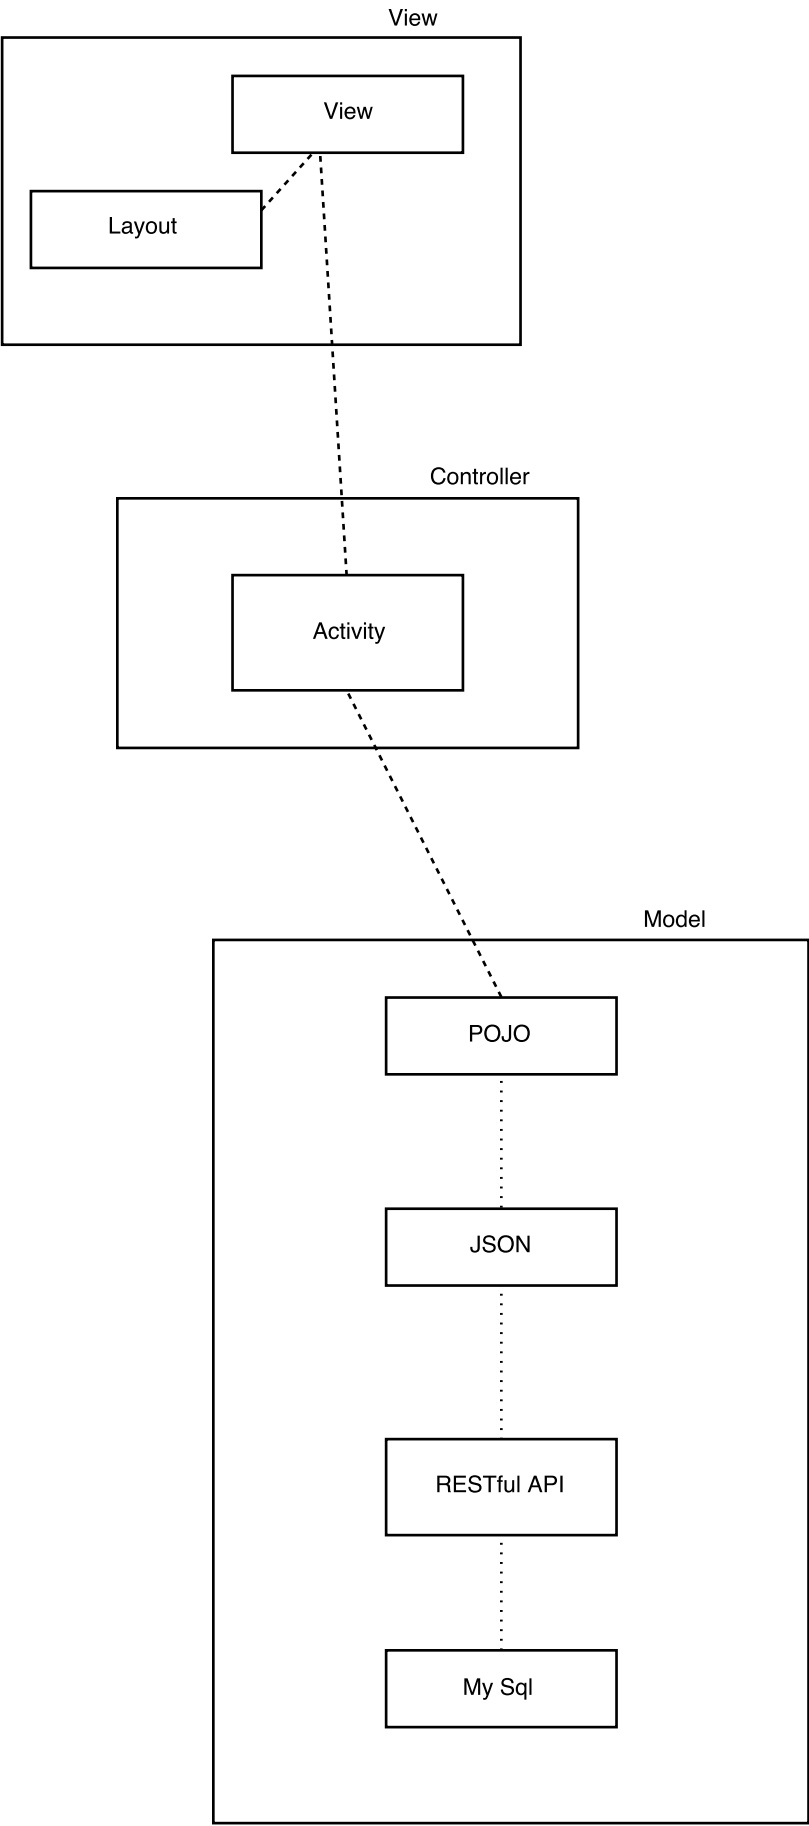 View
View
Layout
Controller
Activity
Model
POJO
JSON
RESTful API
My Sql